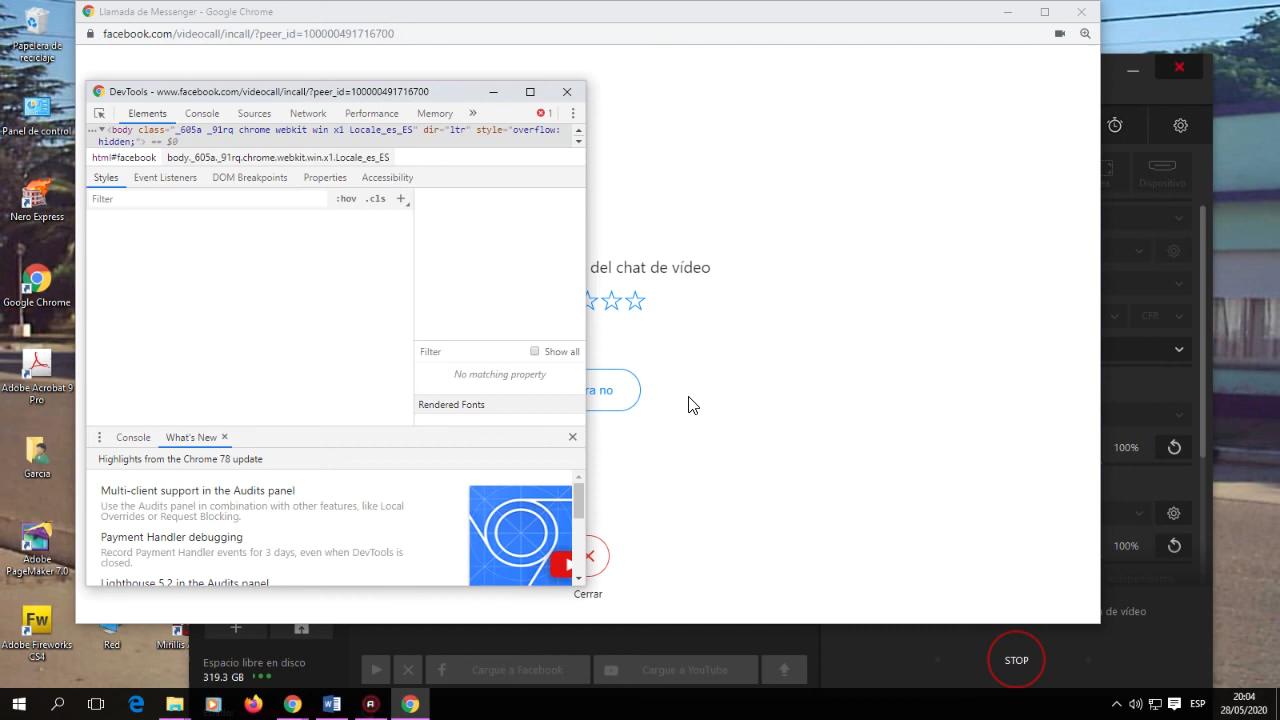 Llamada de Messenger - Google Chrome
facebook.com/videocall/incall/?peer_id=100000491716700
Papelera de
reciclaje
Panel de control
Nero Express
Google Chrome
Adobe Acrobat 9
Pro
Garcia
Adobe
PageMaker 7.0
Adobe Fireworks
CS4
Red
Mirillis
DevTools - www.facebook.com/videocall/incall/?peer_id=100000491716700
Elements Console Sources Network Performance Memory » 1
... <body class="_605a _91rq chrome webkit win x1 Locale_es_ES" dir="ltr" style="overflow:
hidden;"> == $0
html#facebook body._605a._91rq.chrome.webkit.win.x1.Locale_es_ES
Styles Event Listeners DOM Breakpoints Properties Accessibility
Filter :hov .cls +
Filter Show all
No matching property
Rendered Fonts
Console What's New ×
Highlights from the Chrome 78 update
Multi-client support in the Audits panel
Use the Audits panel in combination with other features, like Local
Overrides or Request Blocking.
Payment Handler debugging
Record Payment Handler events for 3 days, even when DevTools is
closed.
Lighthouse 5.2 in the Audits panel
del chat de vídeo
ra no
Cerrar
Dispositivo
CFR
100%
100%
de vídeo
STOP
Espacio libre en disco
319.3 GB
Cargue a Facebook
Cargue a YouTube
Fw
W
ESP
20:04
28/05/2020